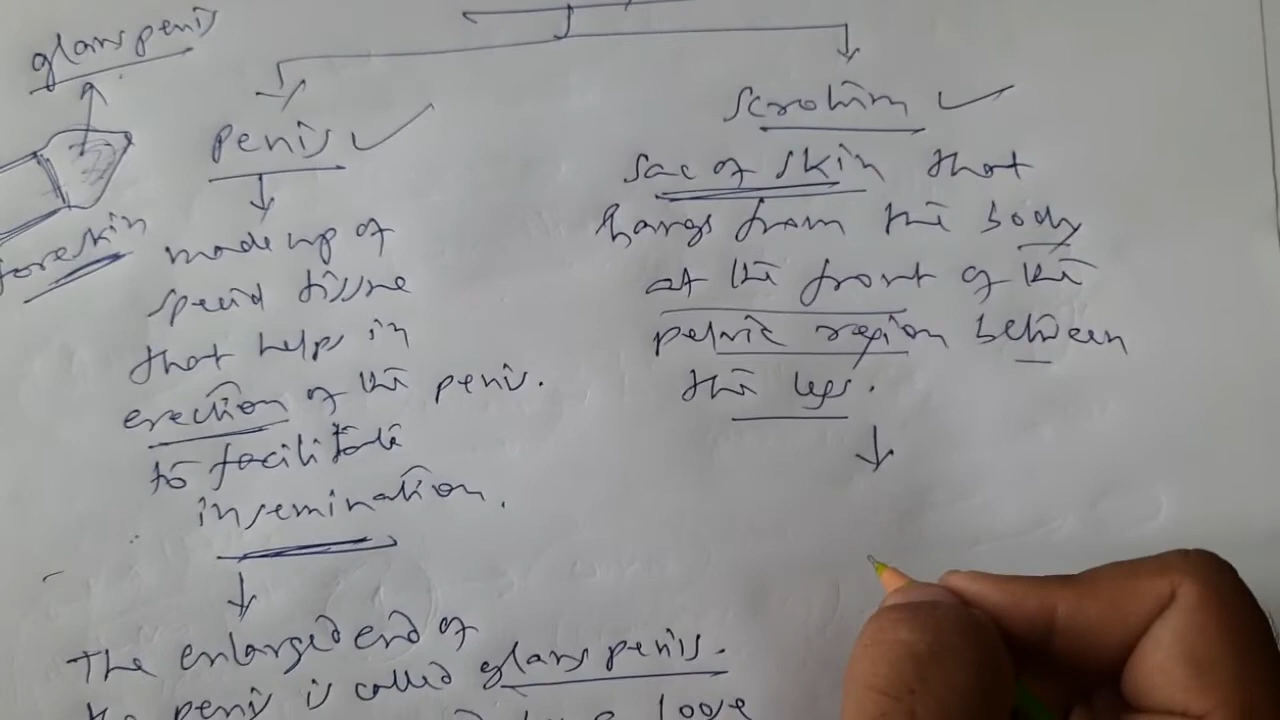 glans penis
foreskin
penis
made up of
special tissue
that helps in
erection of the penis.
to facilitate
insemination.
The enlarged end of
the penis is called glans penis.
loose
scrotum
sac of skin that
hangs from the body
at the front of the
pelvic region between
the legs.